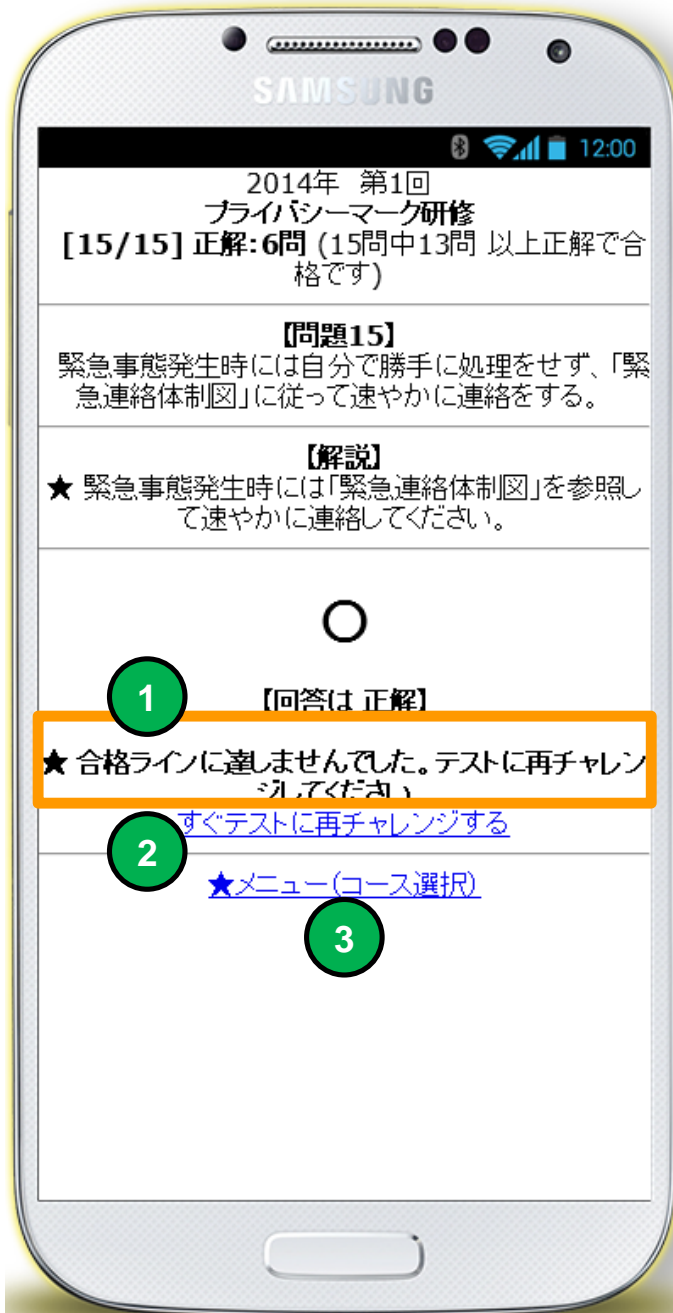 SAMSUNG
12:00
2014年 第1回
プライバシーマーク研修
[15/15] 正解：6問 (15問中13問 以上正解で合
格です)
【問題15】
緊急事態発生時には自分で勝手に処理をせず、「緊
急連絡体制図」に従って速やかに連絡をする。
【解説】
★ 緊急事態発生時には「緊急連絡体制図」を参照し
て速やかに連絡してください。
○
1
【回答は 正解】
★ 合格ラインに達しませんでした。テストに再チャレン
ジしてください
2
すぐテストに再チャレンジする
★メニュー(コース選択)
3